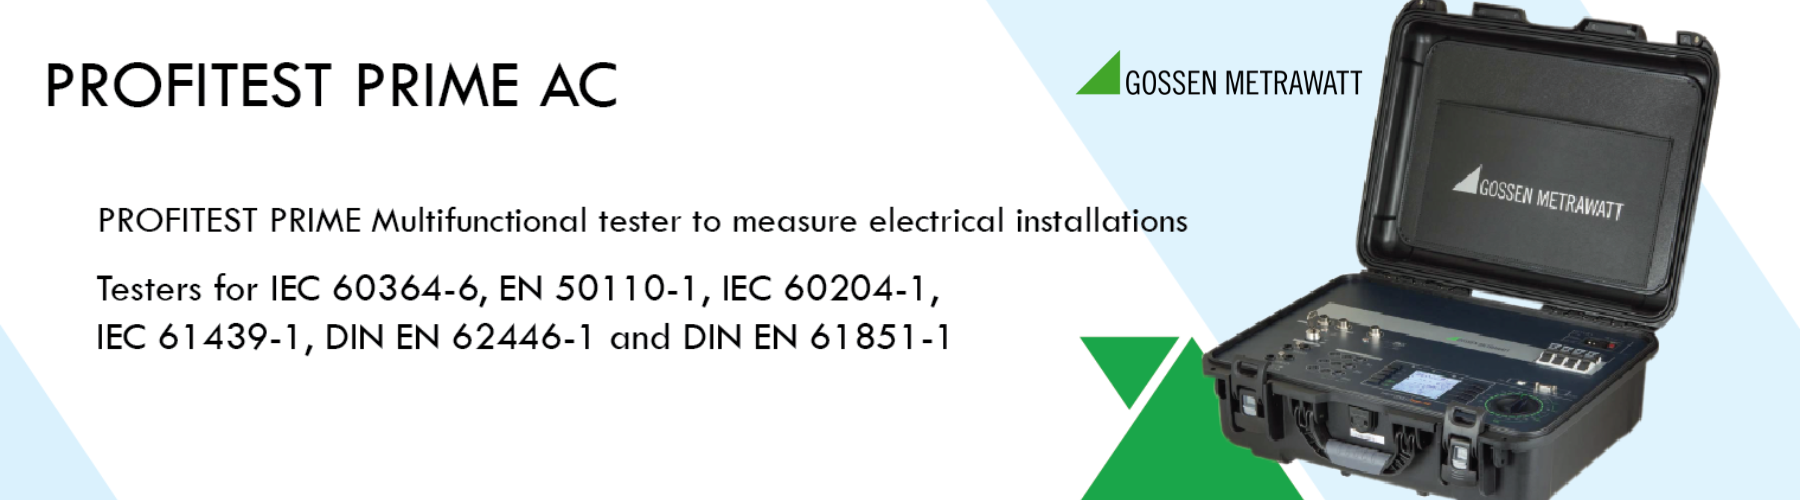 PROFITEST PRIME AC
GOSSEN METRAWATT
PROFITEST PRIME Multifunctional tester to measure electrical installations
Testers for IEC 60364-6, EN 50110-1, IEC 60204-1,
IEC 61439-1, DIN EN 62446-1 and DIN EN 61851-1
GOSSEN METRAWATT
GOSSEN METRAWATT